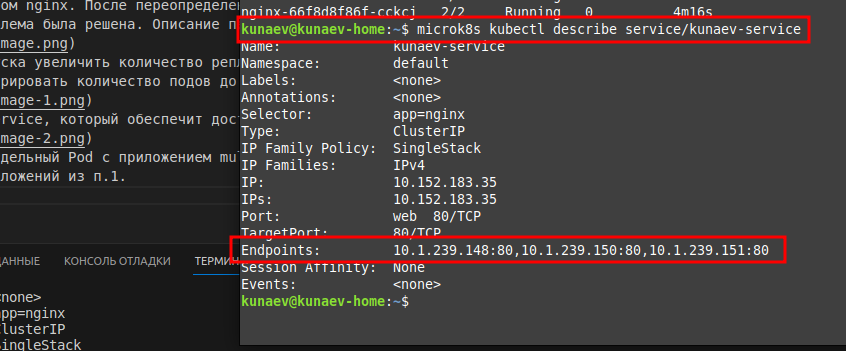 ром nginx. После переопределе
лема была решена. Описание п
mage.png)
уска увеличить количество репл
рировать количество подов до
mage-1.png)
rvice, который обеспечит дост
mage-2.png)
дельный Pod с приложением mu
ложений из п.1.
ДАННЫЕ КОНСОЛЬ ОТЛАДКИ ТЕРМИН
<none>
app=nginx
ClusterIP
SingleStack
nginx-66f8d8f86f-cckcj 2/2 Running 0 4m16s
kunaev@kunaev-home:~$ microk8s kubectl describe service/kunaev-service
Name: kunaev-service
Namespace: default
Labels: <none>
Annotations: <none>
Selector: app=nginx
Type: ClusterIP
IP Family Policy: SingleStack
IP Families: IPv4
IP: 10.152.183.35
IPs: 10.152.183.35
Port: web 80/TCP
TargetPort: 80/TCP
Endpoints: 10.1.239.148:80,10.1.239.150:80,10.1.239.151:80
Session Affinity: None
Events: <none>
kunaev@kunaev-home:~$